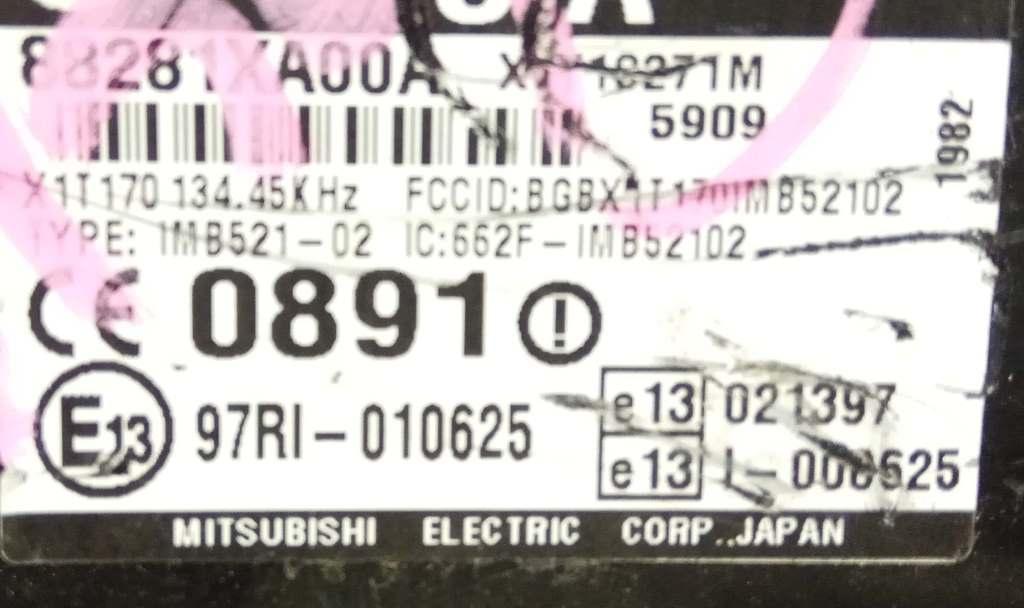 88281XA00A
5909
1982
X1T170 134.45KHz FCCID:BGBX1T170IMB52102
TYPE: IMB521-02 IC:662F-IMB52102
CE 0891
E13 97RI-010625
e13 021397
e13
MITSUBISHI ELECTRIC CORP. JAPAN